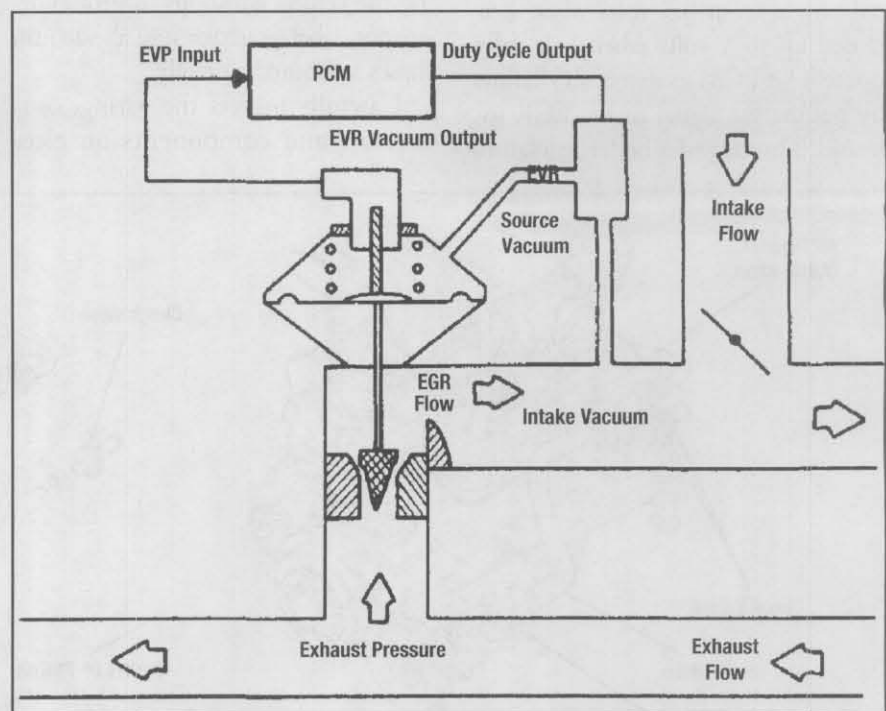 EVP Input
PCM
Duty Cycle Output
EVR Vacuum Output
EVR
Source
Vacuum
Intake
Flow
EGR
Flow
Intake Vacuum
Exhaust Pressure
Exhaust
Flow